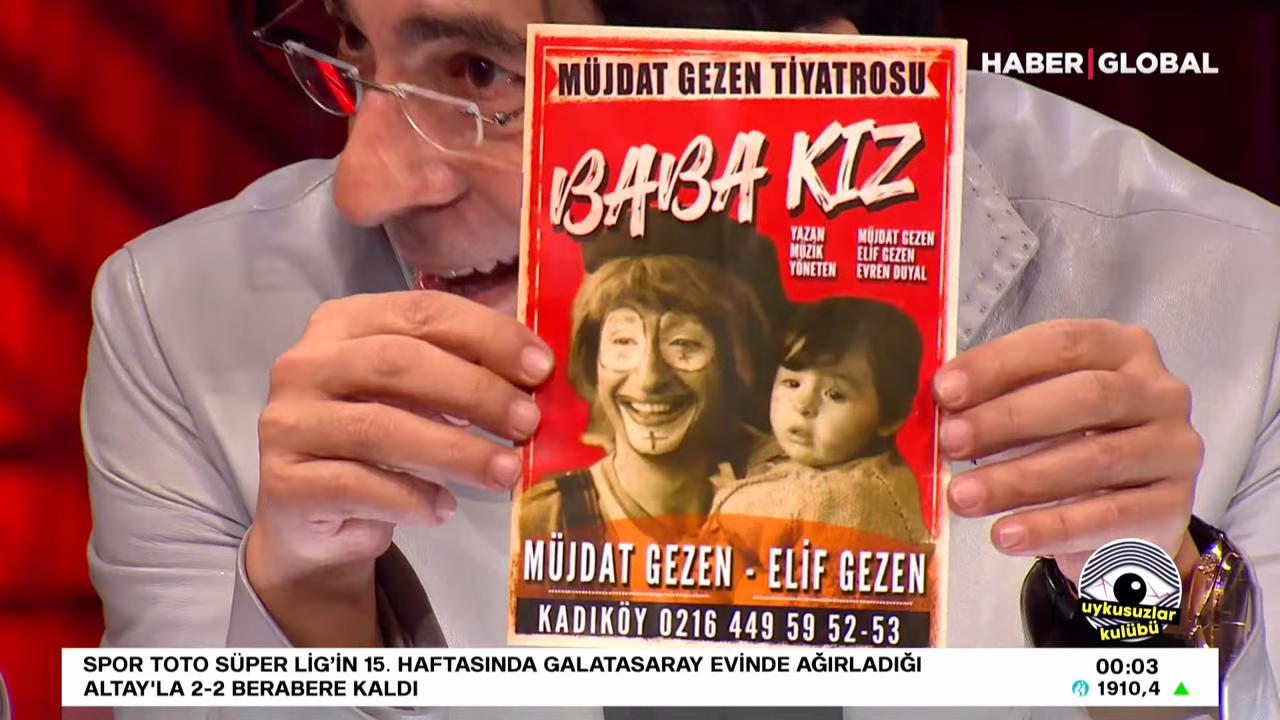 HABER|GLOBAL
MÜJDAT GEZEN TİYATROSU
BABA KIZ
YAZAN MÜJDAT GEZEN
MÜZİK ELİF GEZEN
YÖNETEN EVREN DUYAL
MÜJDAT GEZEN - ELİF GEZEN
KADIKÖY 0216 449 59 52-53
uykusuzlar
kulübü
SPOR TOTO SÜPER LİG'İN 15. HAFTASINDA GALATASARAY EVİNDE AĞIRLADIĞI
ALTAY'LA 2-2 BERABERE KALDI
00:03
1910,4